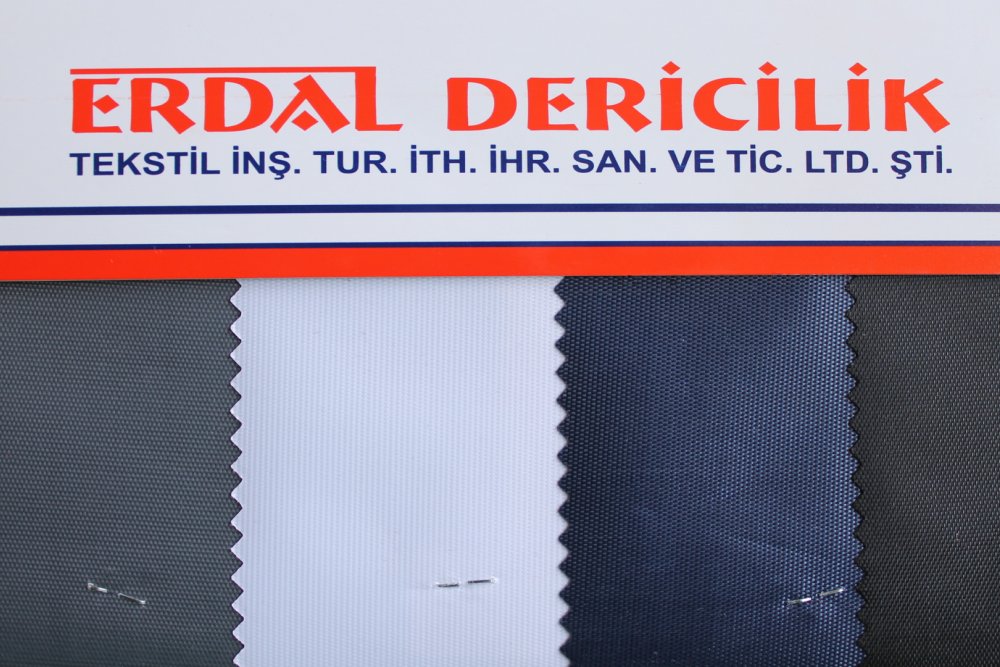 ERDAL DERİCİLİK
TEKSTİL İNŞ. TUR. İTH. İHR. SAN. VE TİC. LTD. ŞTİ.